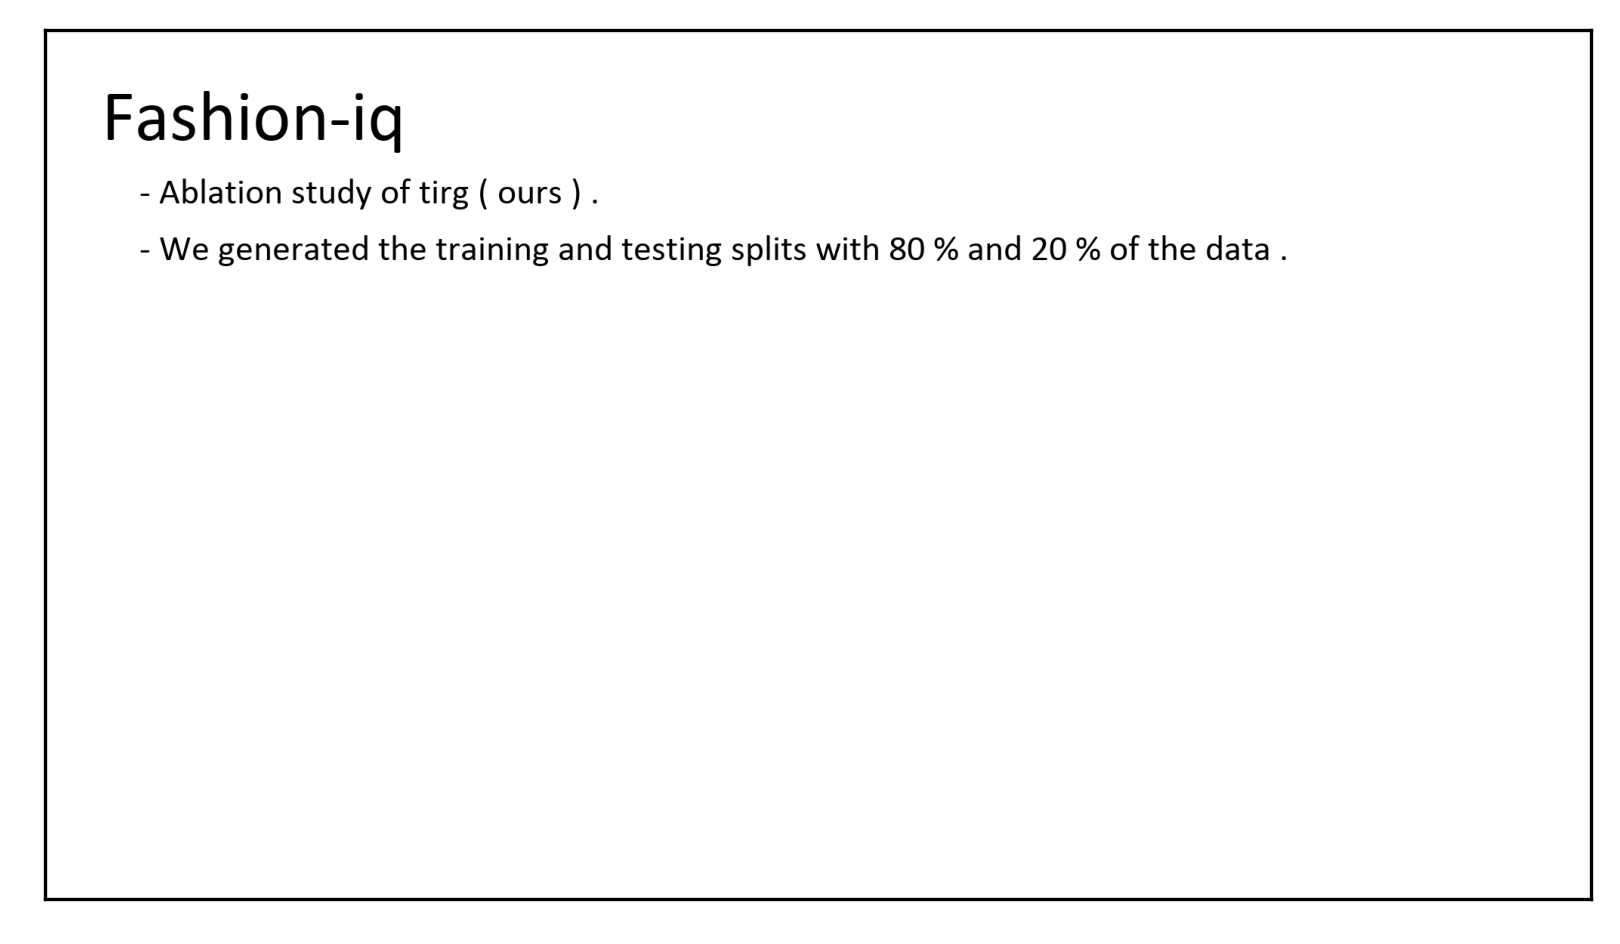 Fashion-iq
- Ablation study of tirg ( ours ) .
- We generated the training and testing splits with 80 % and 20 % of the data .